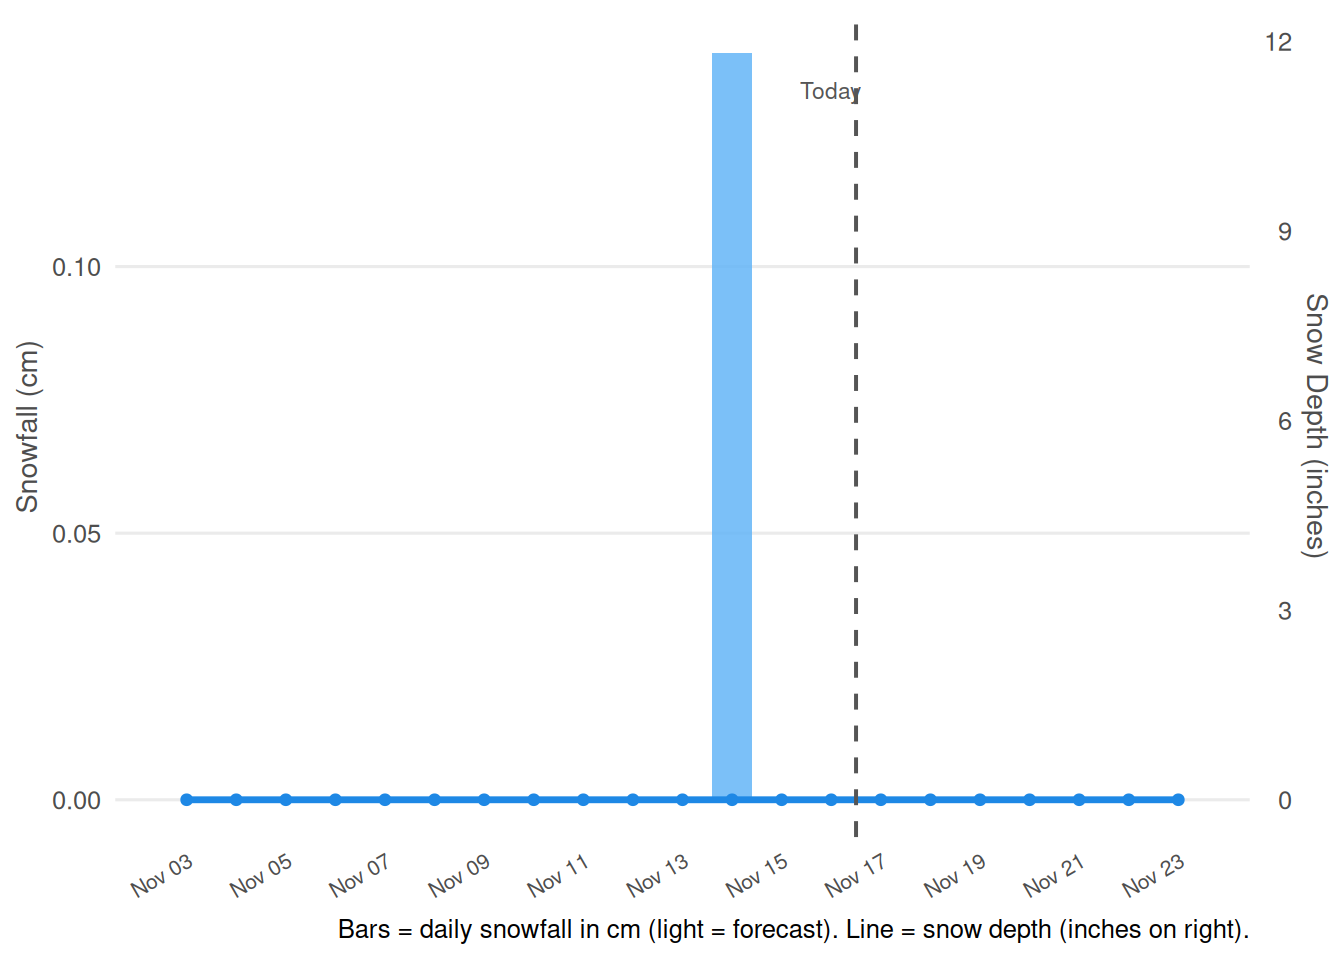 12
Today
9
0.10
Snowfall (cm)
Snow Depth (inches)
6
0.05
3
0.00
0
Nov 03
Nov 05
Nov 07
Nov 09
Nov 11
Nov 13
Nov 15
Nov 17
Nov 19
Nov 21
Nov 23
Bars = daily snowfall in cm (light = forecast). Line = snow depth (inches on right).